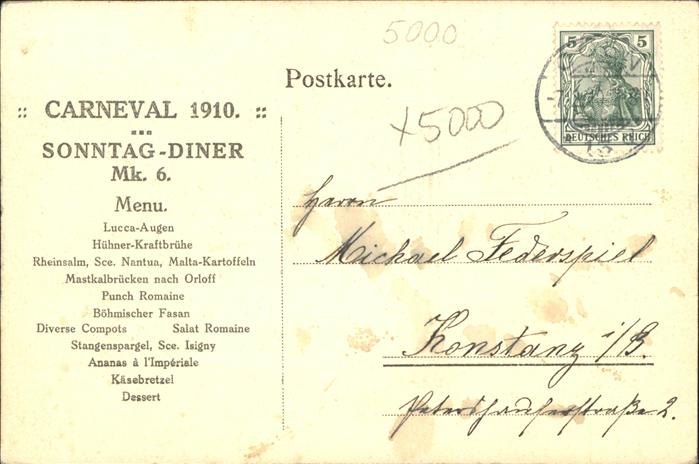 5000
Postkarte.
:: CARNEVAL 1910. ::
SONNTAG-DINER
Mk. 6.
Menu.
Lucca-Augen
Hühner-Kraftbrühe
Rheinsalm, Sce. Nantua, Malta-Kartoffeln
Mastkalbrücken nach Orloff
Punch Romaine
Böhmischer Fasan
Diverse Compots Salat Romaine
Stangenspargel, Sce. Isigny
Ananas à l'Impériale
Käsebretzel
Dessert
5 5
DEUTSCHES REICH
x5000
Herrn
Michael Federspiel
Konstanz i/B.
Petershauserstraße 2.